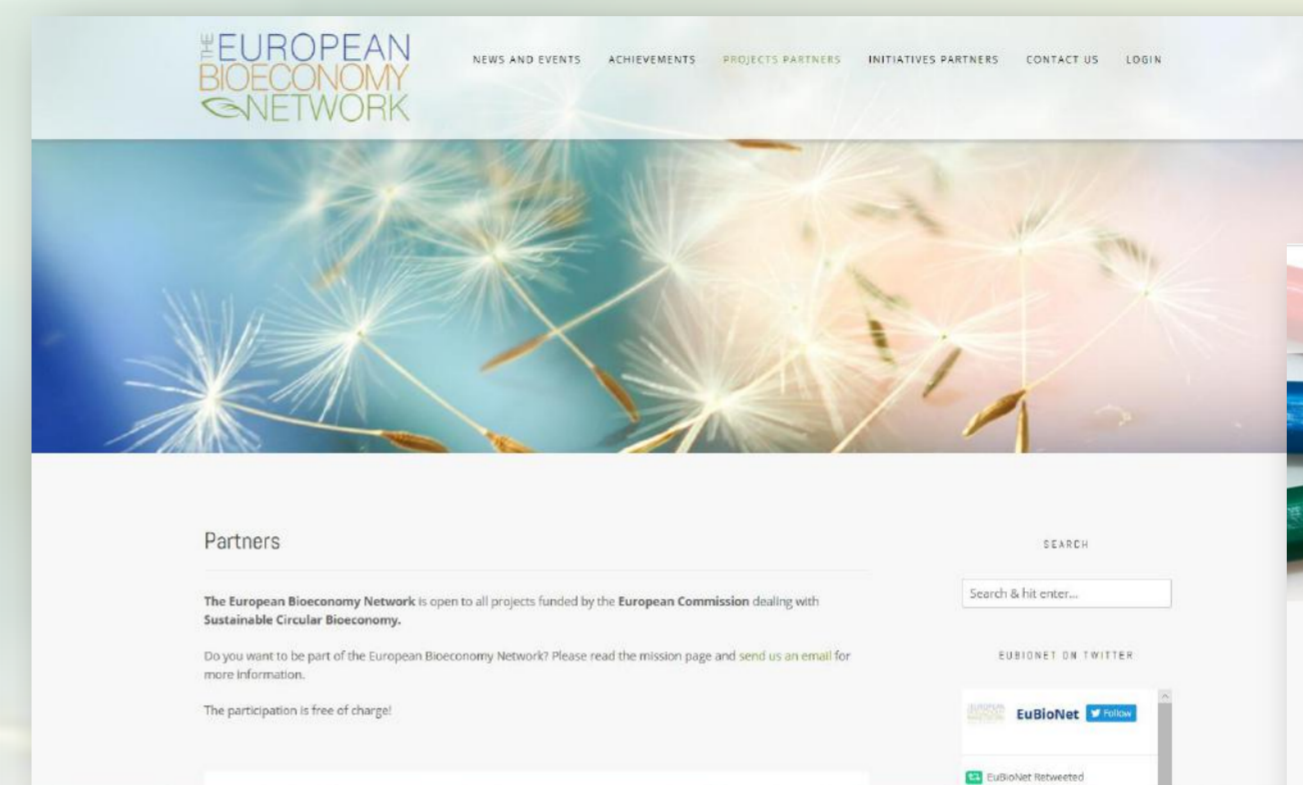 THE EUROPEAN
BIOECONOMY
NETWORK
NEWS AND EVENTS ACHIEVEMENTS PROJECTS PARTNERS INITIATIVES PARTNERS CONTACT US LOGIN
Partners
The European Bioeconomy Network is open to all projects funded by the European Commission dealing with
Sustainable Circular Bioeconomy.
Do you want to be part of the European Bioeconomy Network? Please read the mission page and send us an email for
more information.
The participation is free of charge!
SEARCH
Search & hit enter...
EUBIONET ON TWITTER
EuBioNet Follow
EuBioNet Retweeted